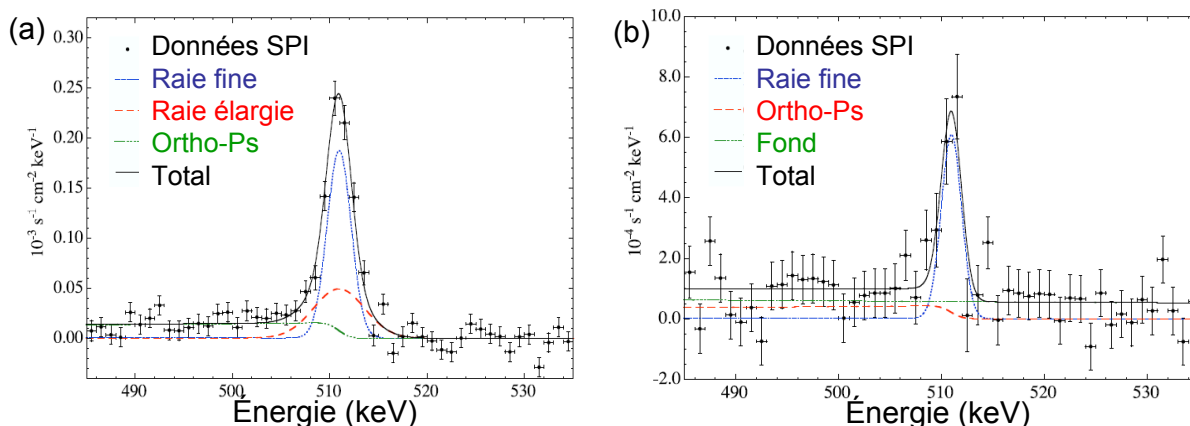 (a)
0.30
0.25
0.20
0.15
0.10
0.05
0.00
10⁻³ s⁻¹ cm⁻² keV⁻¹
Données SPI
Raie fine
Raie élargie
Ortho-Ps
Total
490 500 510 520 530
Énergie (keV)
(b)
10.0
8.0
6.0
4.0
2.0
0.0
-2.0
10⁻⁴ s⁻¹ cm⁻² keV⁻¹
Données SPI
Raie fine
Ortho-Ps
Fond
Total
490 500 510 520 530
Énergie (keV)